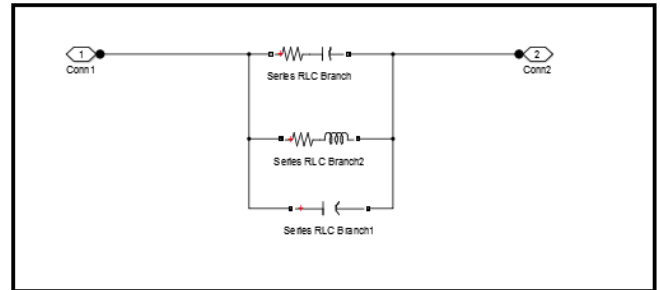 1
Conn1
2
Conn2
Series RLC Branch
Series RLC Branch2
Series RLC Branch1